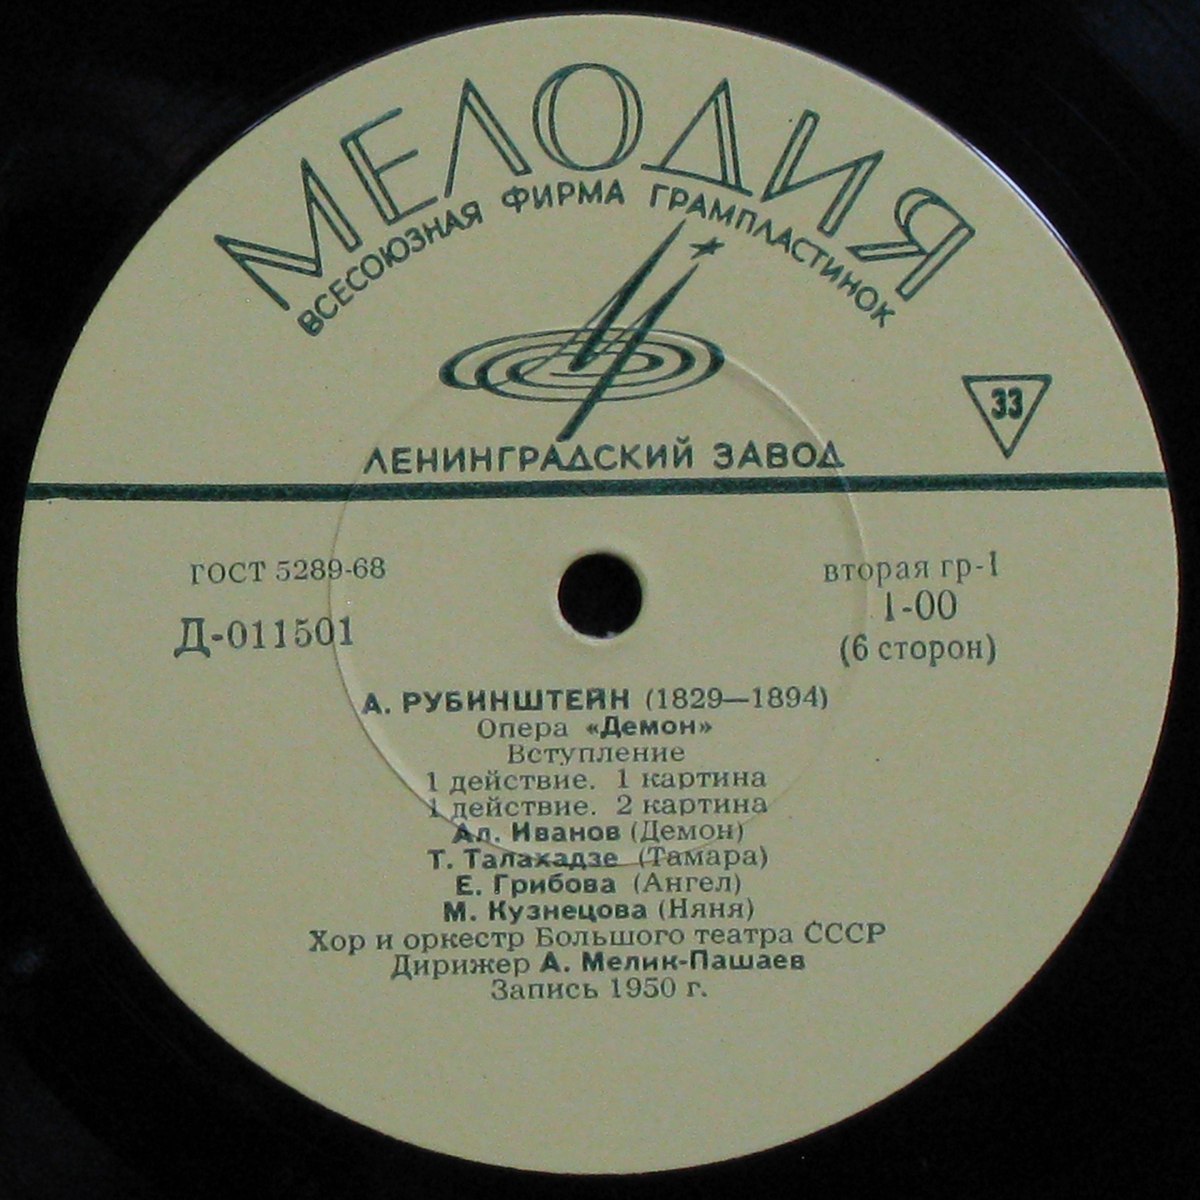 МЕЛОДИЯ
ВСЕСОЮЗНАЯ ФИРМА ГРАМПЛАСТИНОК
33
ЛЕНИНГРАДСКИЙ ЗАВОД
ГОСТ 5289-68
Д-011501
вторая гр-1
1-00
(6 сторон)
А. РУБИНШТЕЙН (1829—1894)
Опера «Демон»
Вступление
1 действие. 1 картина
1 действие. 2 картина
Ал. Иванов (Демон)
Т. Талахадзе (Тамара)
Е. Грибова (Ангел)
М. Кузнецова (Няня)
Хор и оркестр Большого театра СССР
Дирижер А. Мелик-Пашаев
Запись 1950 г.